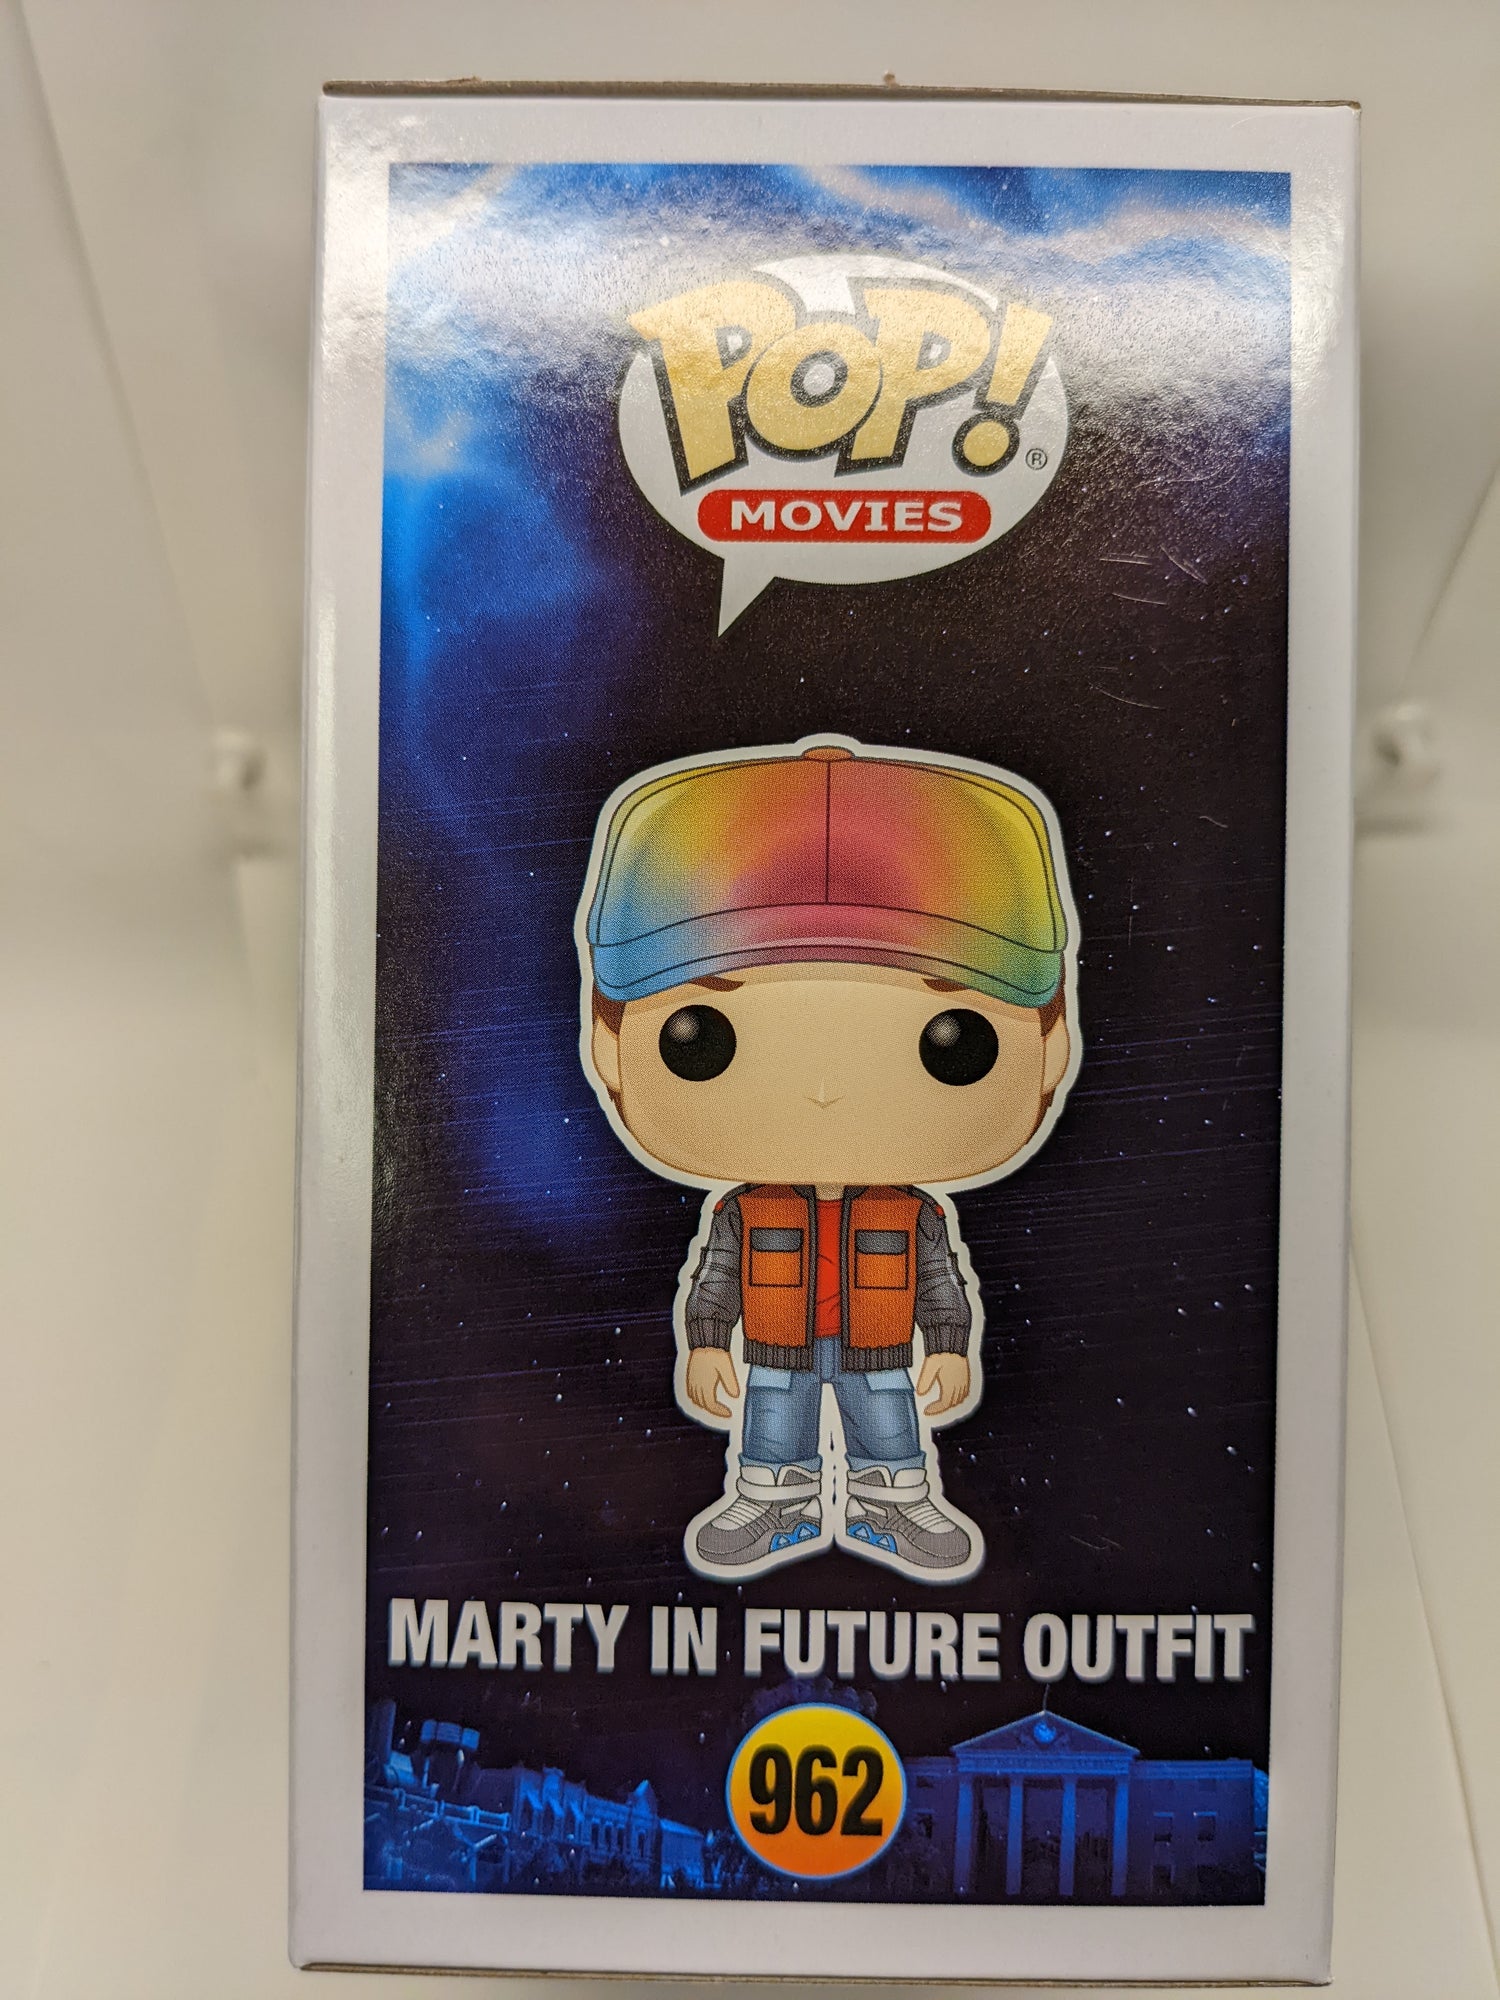 POP!®
MOVIES
MARTY IN FUTURE OUTFIT
962